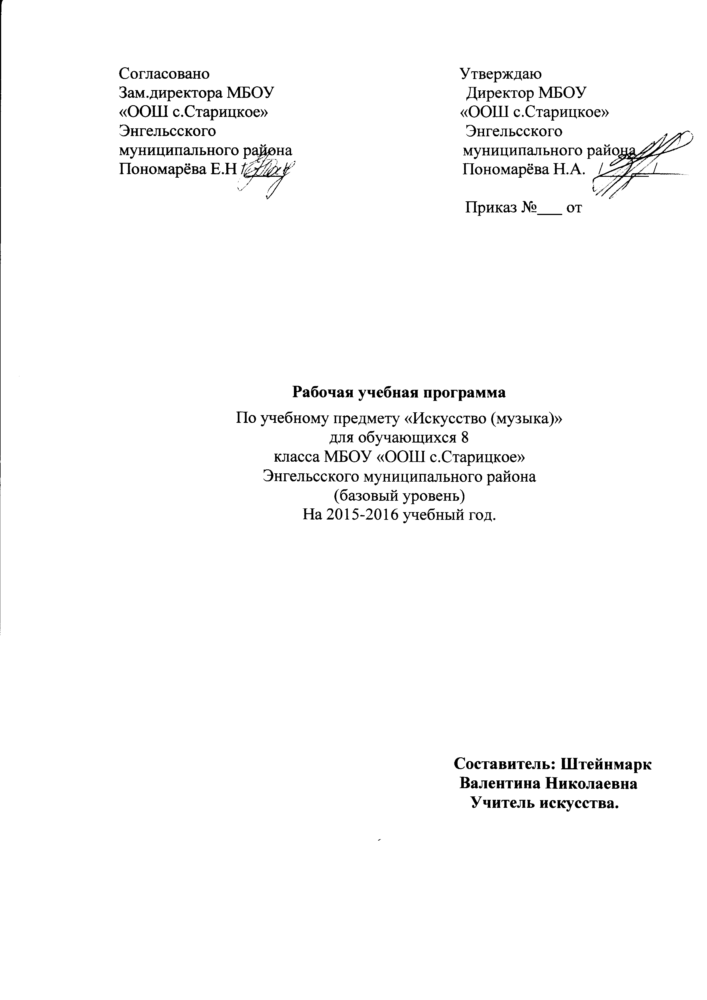 Согласовано
Зам.директора МБОУ
«ООШ с.Старицкое»
Энгельсского
муниципального района
Пономарёва Е.Н
Утверждаю
Директор МБОУ
«ООШ с.Старицкое»
Энгельсского
муниципального района
Пономарёва Н.А.
Приказ №___ от
Рабочая учебная программа
По учебному предмету «Искусство (музыка)»
для обучающихся 8
класса МБОУ «ООШ с.Старицкое»
Энгельсского муниципального района
(базовый уровень)
На 2015-2016 учебный год.
Составитель: Штейнмарк
Валентина Николаевна
Учитель искусства.